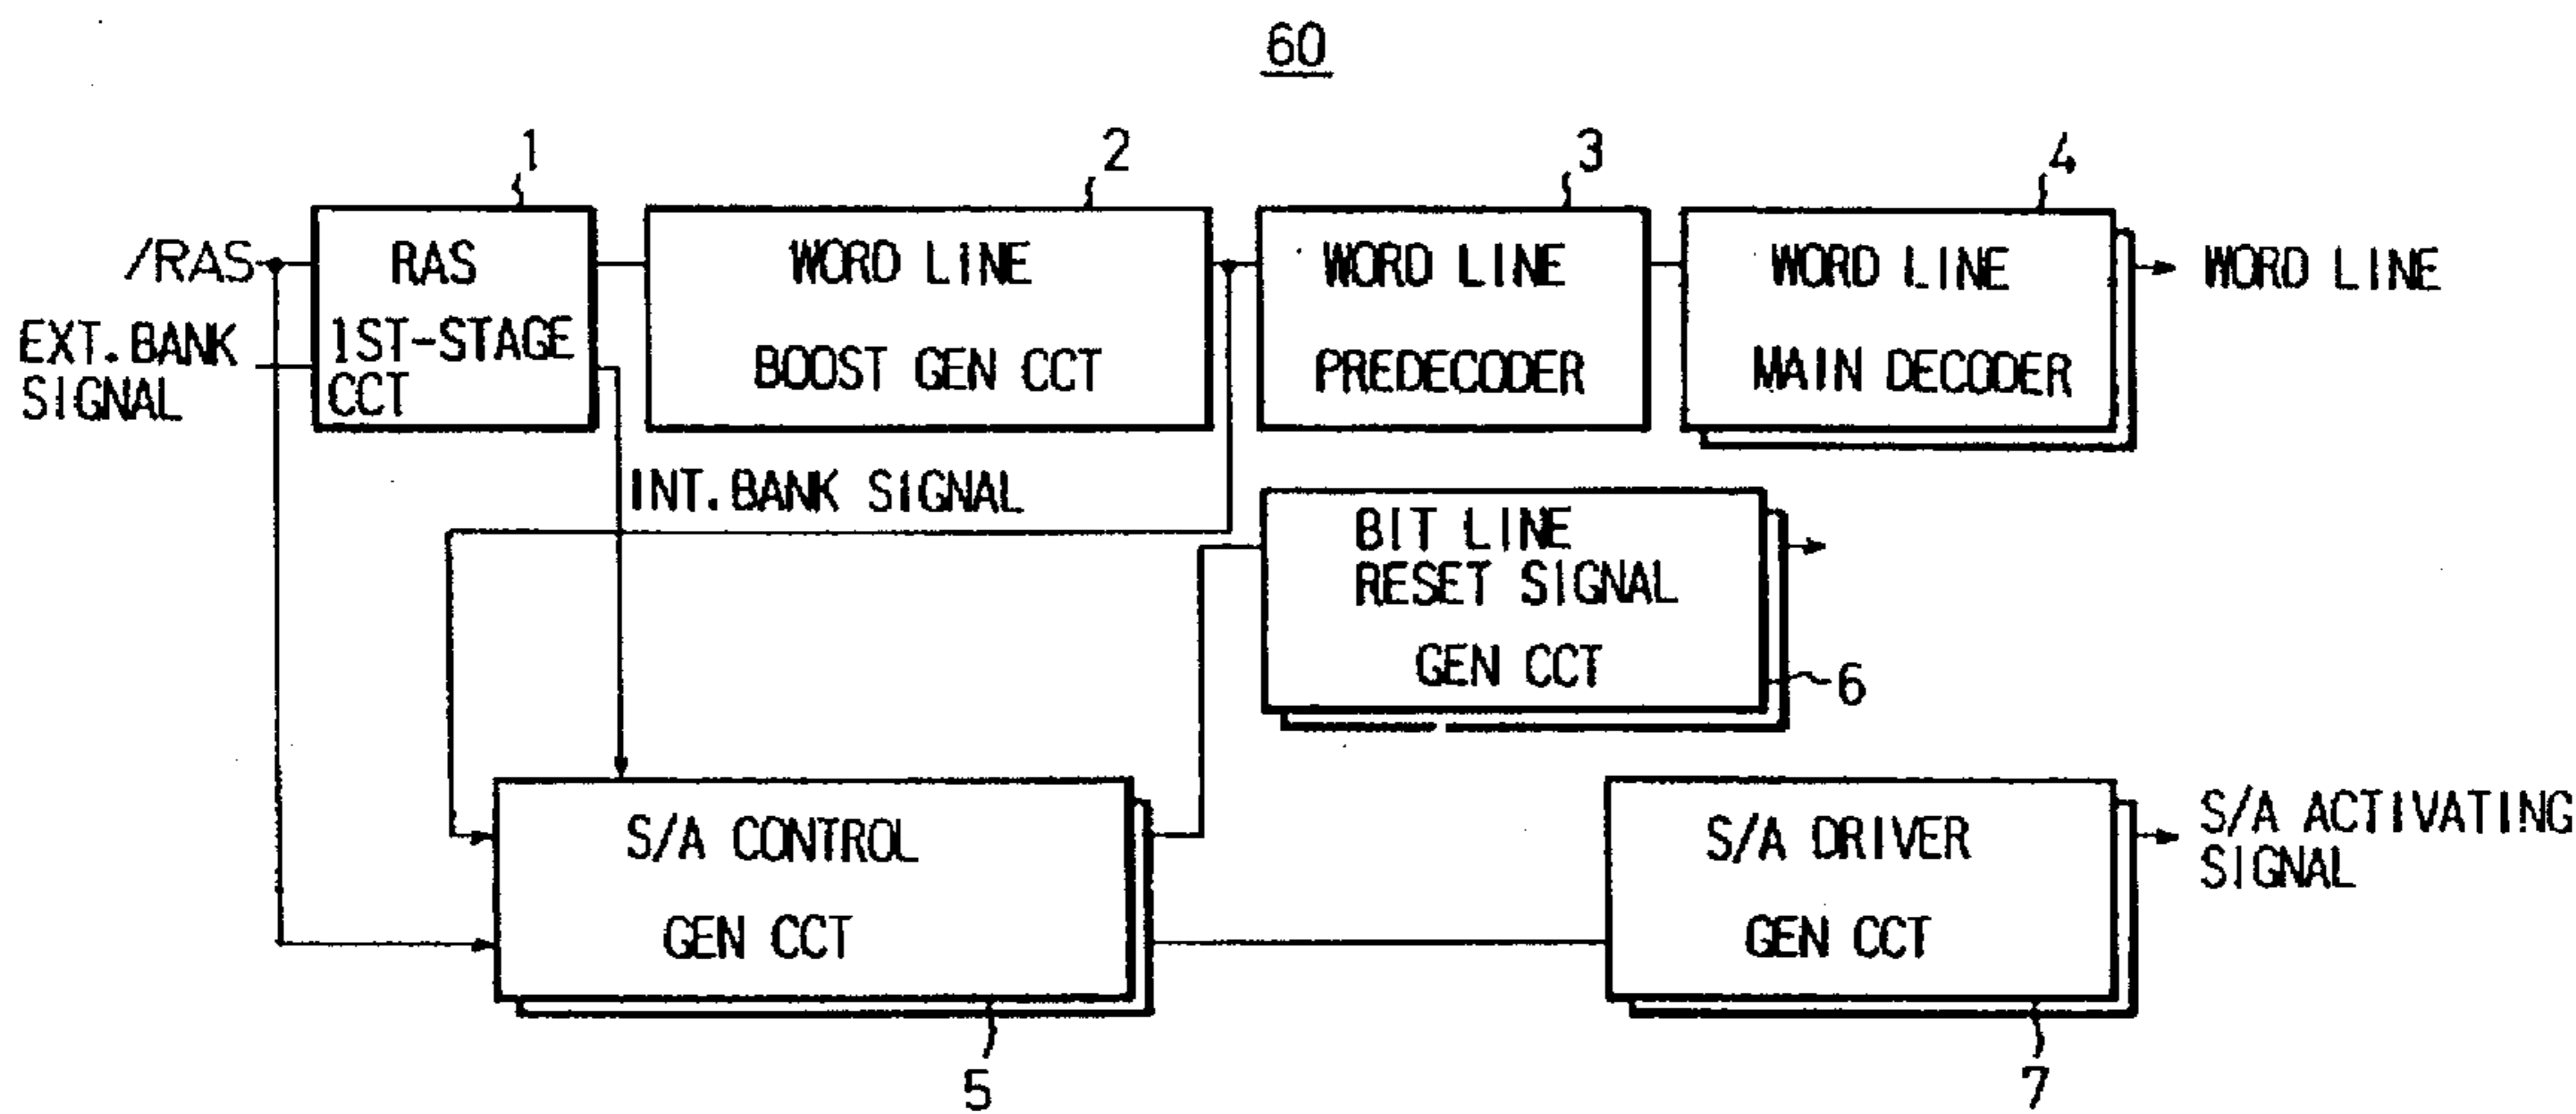 60
1
2
3
4
/RAS
EXT.BANK
SIGNAL
RAS
1ST-STAGE
CCT
WORD LINE
BOOST GEN CCT
WORD LINE
PREDECODER
WORD LINE
MAIN DECODER
WORD LINE
INT.BANK SIGNAL
BIT LINE
RESET SIGNAL
GEN CCT
6
S/A CONTROL
GEN CCT
5
S/A DRIVER
GEN CCT
7
S/A ACTIVATING
SIGNAL